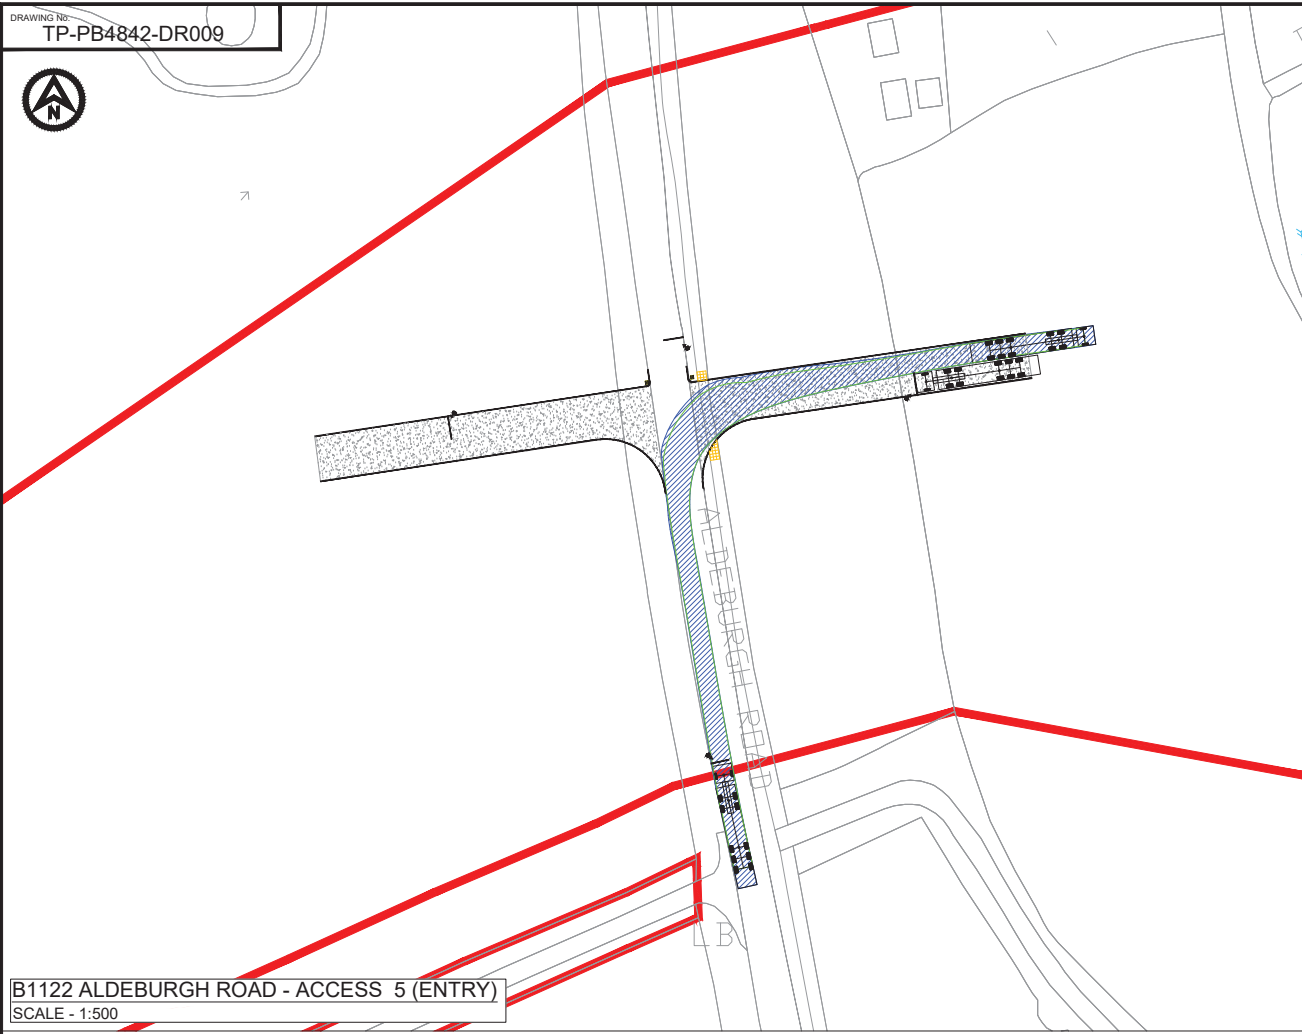 DRAWING No.
TP-PB4842-DR009
N
ALDEBURGH ROAD
LB
B1122 ALDEBURGH ROAD - ACCESS 5 (ENTRY)
SCALE - 1:500